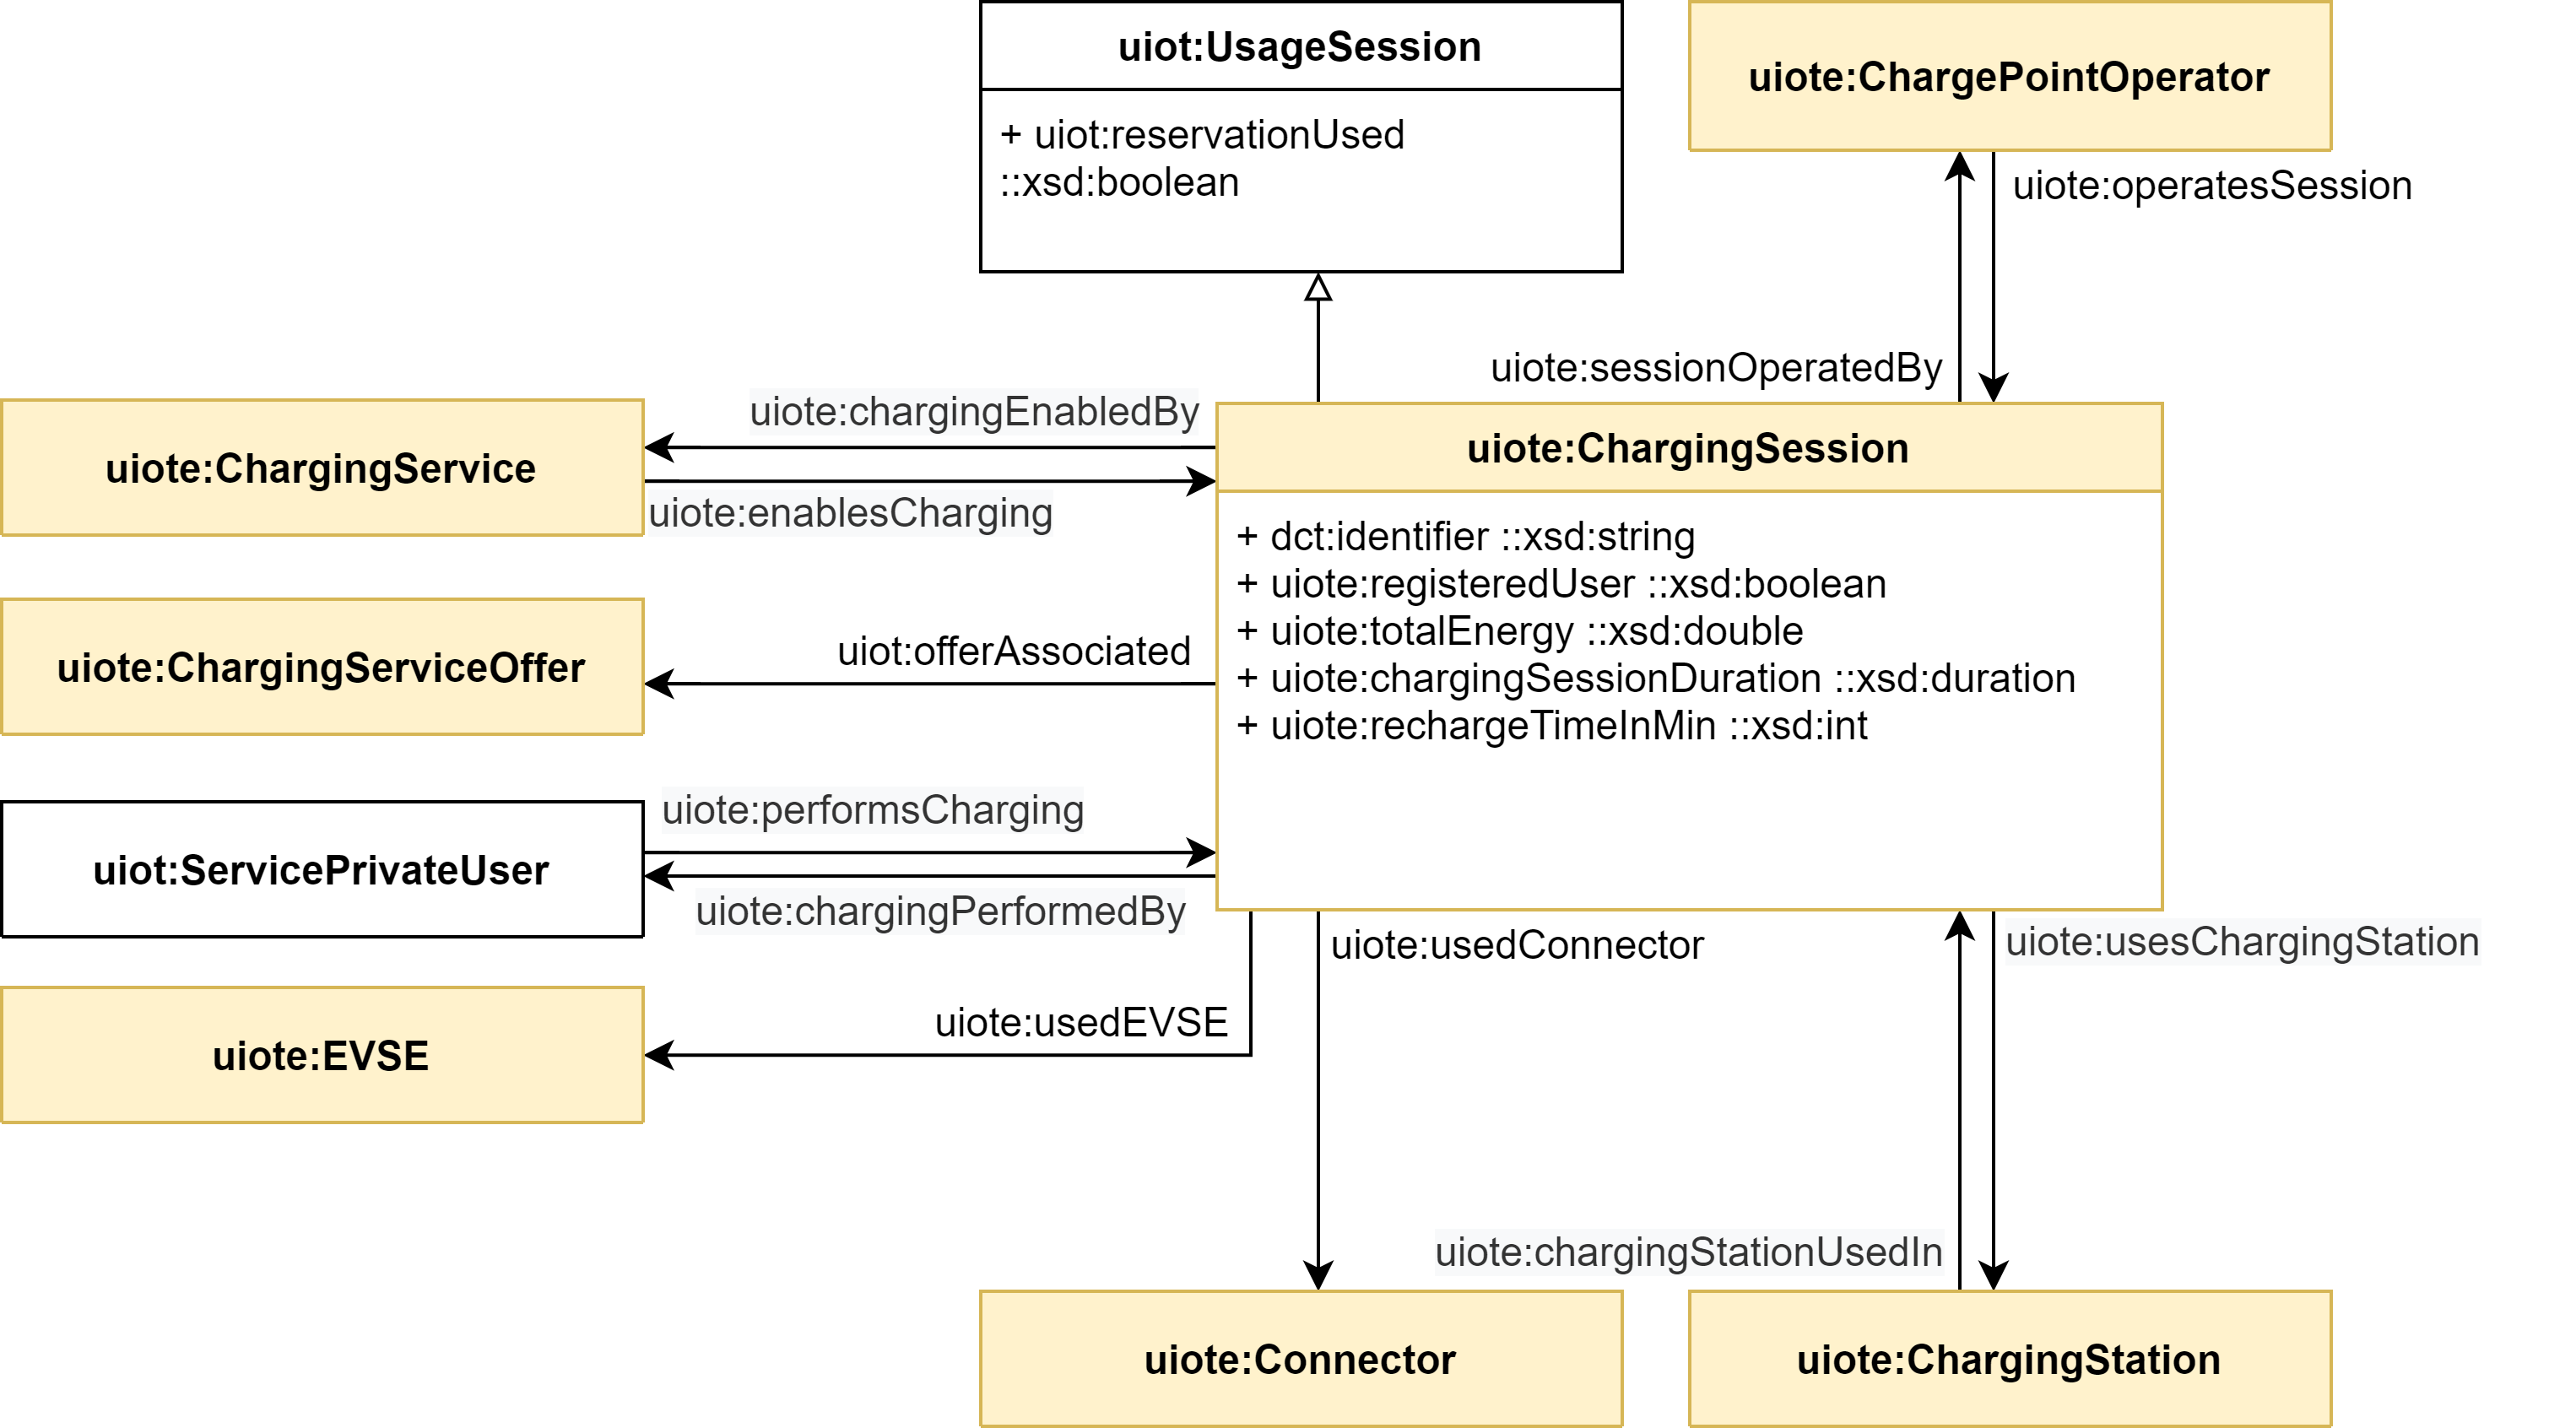 uiot:UsageSession
+ uiot:reservationUsed
::xsd:boolean
uiote:ChargePointOperator
uiote:operatesSession
uiote:sessionOperatedBy
uiote:chargingEnabledBy
uiote:ChargingService
uiote:enablesCharging
uiote:ChargingSession
+ dct:identifier ::xsd:string
+ uiote:registeredUser ::xsd:boolean
+ uiote:totalEnergy ::xsd:double
+ uiote:chargingSessionDuration ::xsd:duration
+ uiote:rechargeTimeInMin ::xsd:int
uiote:ChargingServiceOffer
uiot:offerAssociated
uiote:performsCharging
uiot:ServicePrivateUser
uiote:chargingPerformedBy
uiote:usedConnector
uiote:usesChargingStation
uiote:usedEVSE
uiote:EVSE
uiote:chargingStationUsedIn
uiote:Connector
uiote:ChargingStation